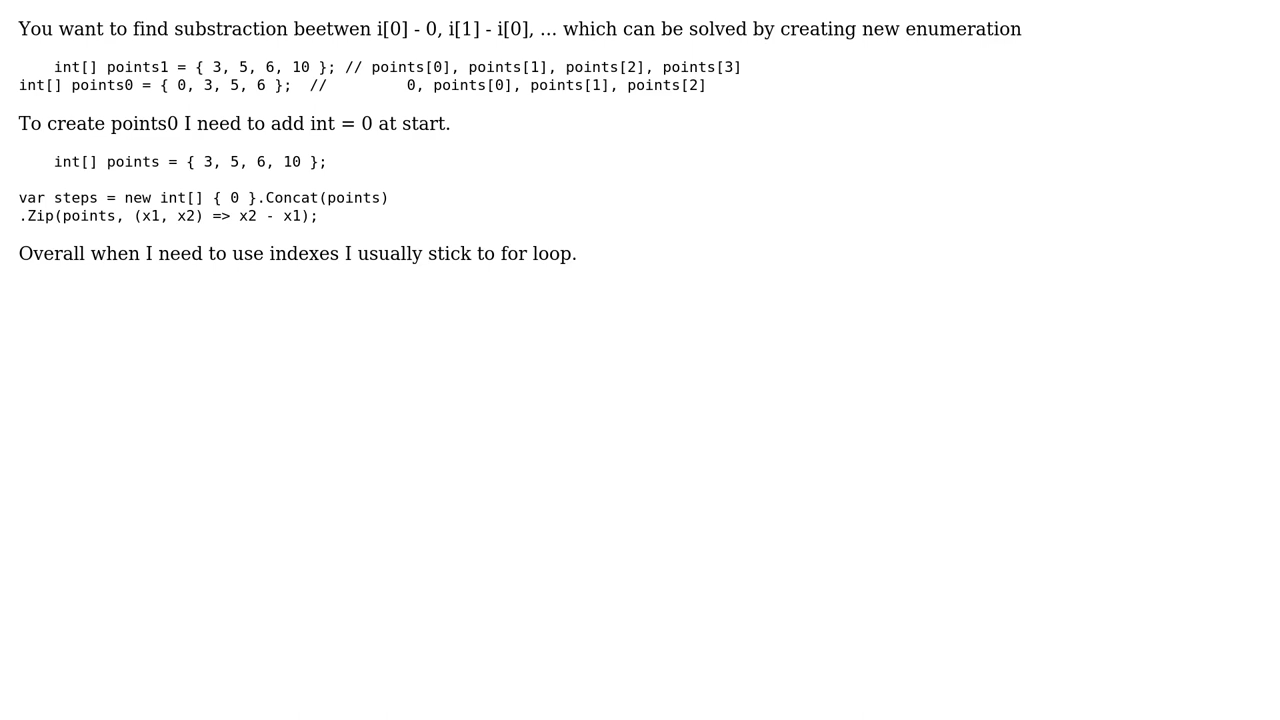 You want to find substraction beetwen i[0] - 0, i[1] - i[0], ... which can be solved by creating new enumeration
    int[] points1 = { 3, 5, 6, 10 }; // points[0], points[1], points[2], points[3]
int[] points0 = { 0, 3, 5, 6 };  //         0, points[0], points[1], points[2]
To create points0 I need to add int = 0 at start.
    int[] points = { 3, 5, 6, 10 };
var steps = new int[] { 0 }.Concat(points)
.Zip(points, (x1, x2) => x2 - x1);
Overall when I need to use indexes I usually stick to for loop.